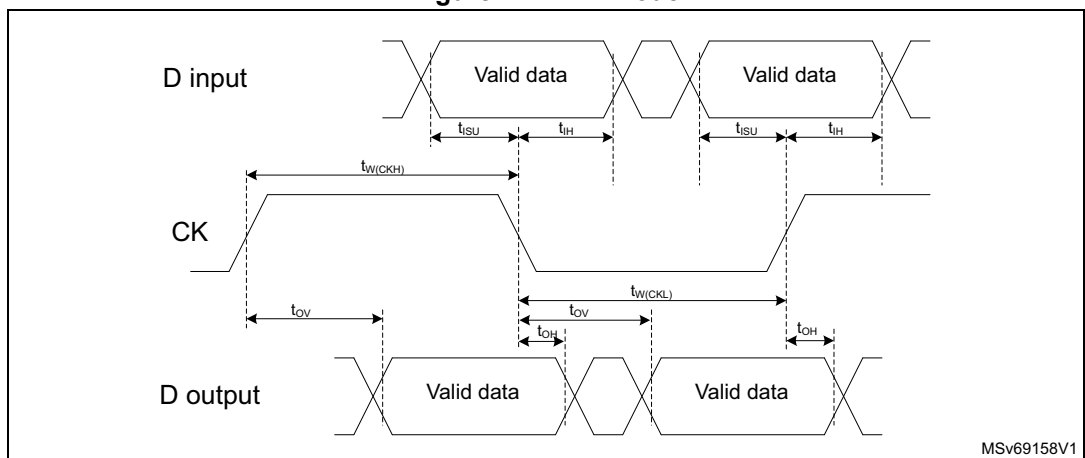 D input
Valid data
Valid data
tISU
tIH
tISU
tIH
tW(CKH)
CK
tW(CKL)
tOV
tOV
tOH
tOH
D output
Valid data
Valid data
MSv69158V1